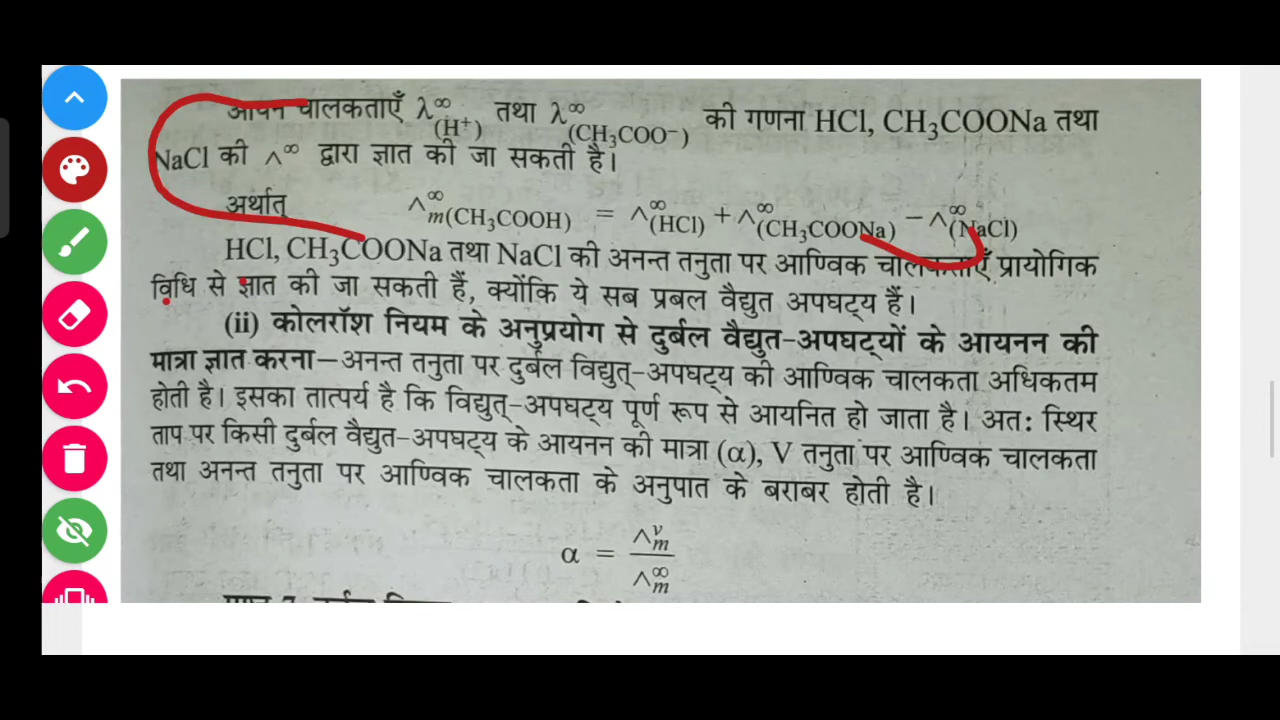 आयन चालकताएँ λ∞(H⁺) तथा λ∞(CH₃COO⁻) की गणना HCl, CH₃COONa तथा
NaCl की ∧∞ द्वारा ज्ञात की जा सकती है।
अर्थात् ∧∞m(CH₃COOH) = ∧∞(HCl) + ∧∞(CH₃COONa) − ∧∞(NaCl)
HCl, CH₃COONa तथा NaCl की अनन्त तनुता पर आण्विक चालकताएँ प्रायोगिक
विधि से ज्ञात की जा सकती हैं, क्योंकि ये सब प्रबल वैद्युत अपघट्य हैं।
(ii) कोलरॉश नियम के अनुप्रयोग से दुर्बल वैद्युत-अपघट्यों के आयनन की
मात्रा ज्ञात करना—अनन्त तनुता पर दुर्बल विद्युत्-अपघट्य की आण्विक चालकता अधिकतम
होती है। इसका तात्पर्य है कि विद्युत्-अपघट्य पूर्ण रूप से आयनित हो जाता है। अतः स्थिर
ताप पर किसी दुर्बल वैद्युत-अपघट्य के आयनन की मात्रा (α), V तनुता पर आण्विक चालकता
तथा अनन्त तनुता पर आण्विक चालकता के अनुपात के बराबर होती है।
α = ∧vm / ∧∞m